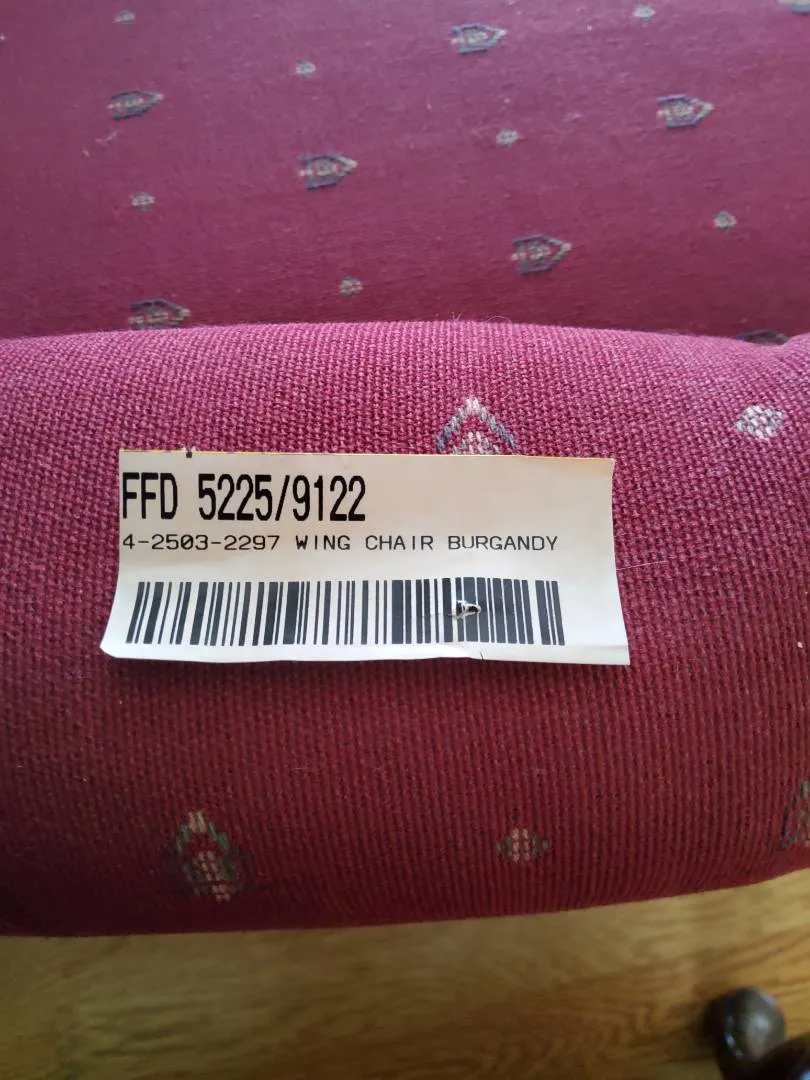 FFD 5225/9122
4-2503-2297 WING CHAIR BURGANDY